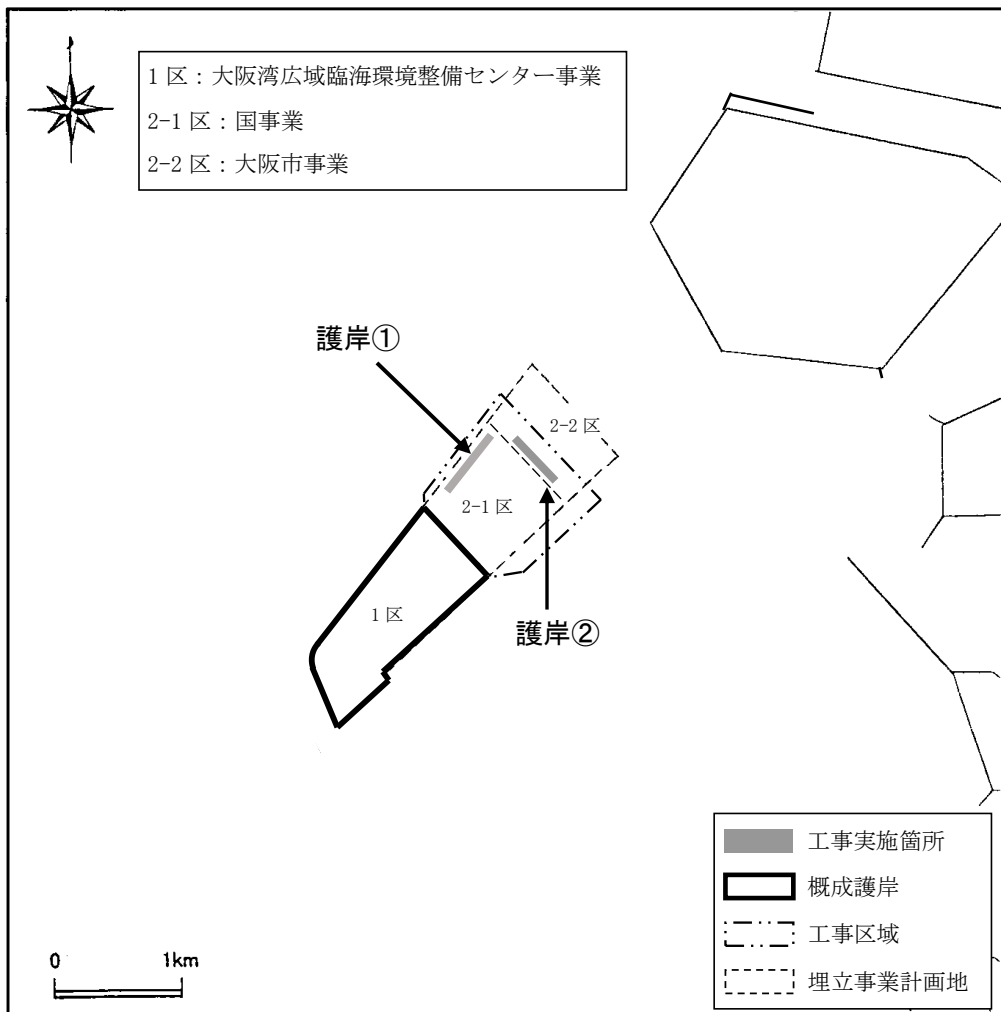 1区：大阪湾広域臨海環境整備センター事業
2-1区：国事業
2-2区：大阪市事業
護岸①
2-2区
2-1区
1区
護岸②
工事実施箇所
概成護岸
工事区域
埋立事業計画地
0 1km